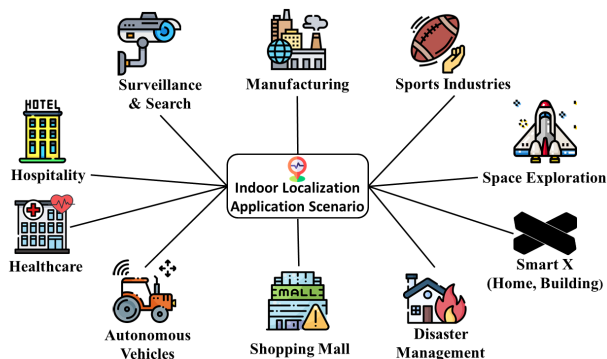 Surveillance
& Search
Manufacturing
Sports Industries
HOTEL
Hospitality
Indoor Localization
Application Scenario
Space Exploration
Healthcare
Smart X
(Home, Building)
Autonomous
Vehicles
MALL
Shopping Mall
Disaster
Management